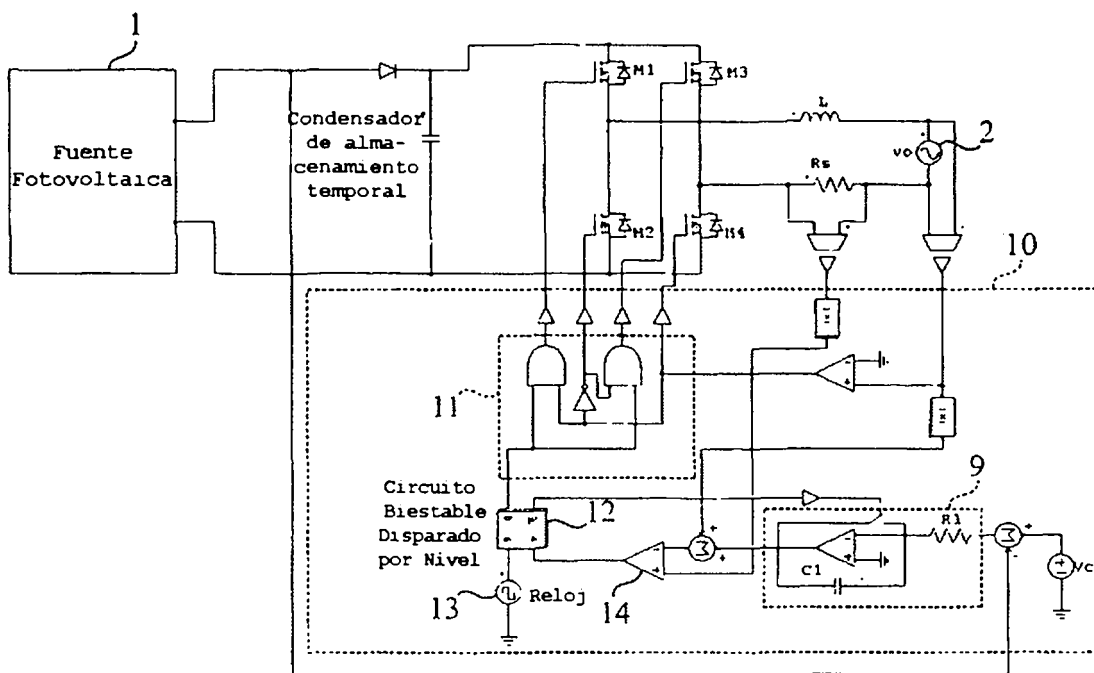 1
Fuente
Fotovoltaica
Condensador
de alma-
cenamiento
temporal
M1
M3
L
Vo
2
Rs
M2
M4
10
|x|
|x|
11
Circuito
Biestable
Disparado
por Nivel
12
13
Reloj
14
9
R1
C1
Σ
+
+
Σ
+
-
Vc